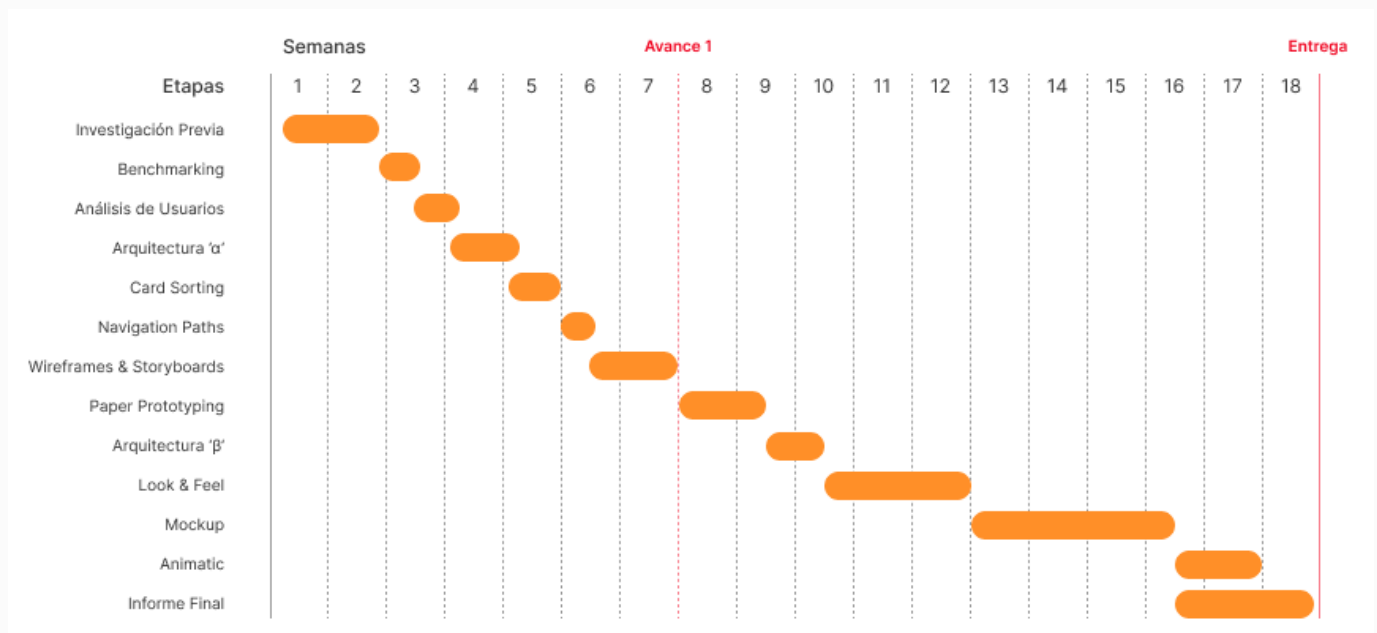 Semanas
Avance 1
Entrega
Etapas
1 2 3 4 5 6 7 8 9 10 11 12 13 14 15 16 17 18
Investigación Previa
Benchmarking
Análisis de Usuarios
Arquitectura ‘α’
Card Sorting
Navigation Paths
Wireframes & Storyboards
Paper Prototyping
Arquitectura ‘β’
Look & Feel
Mockup
Animatic
Informe Final